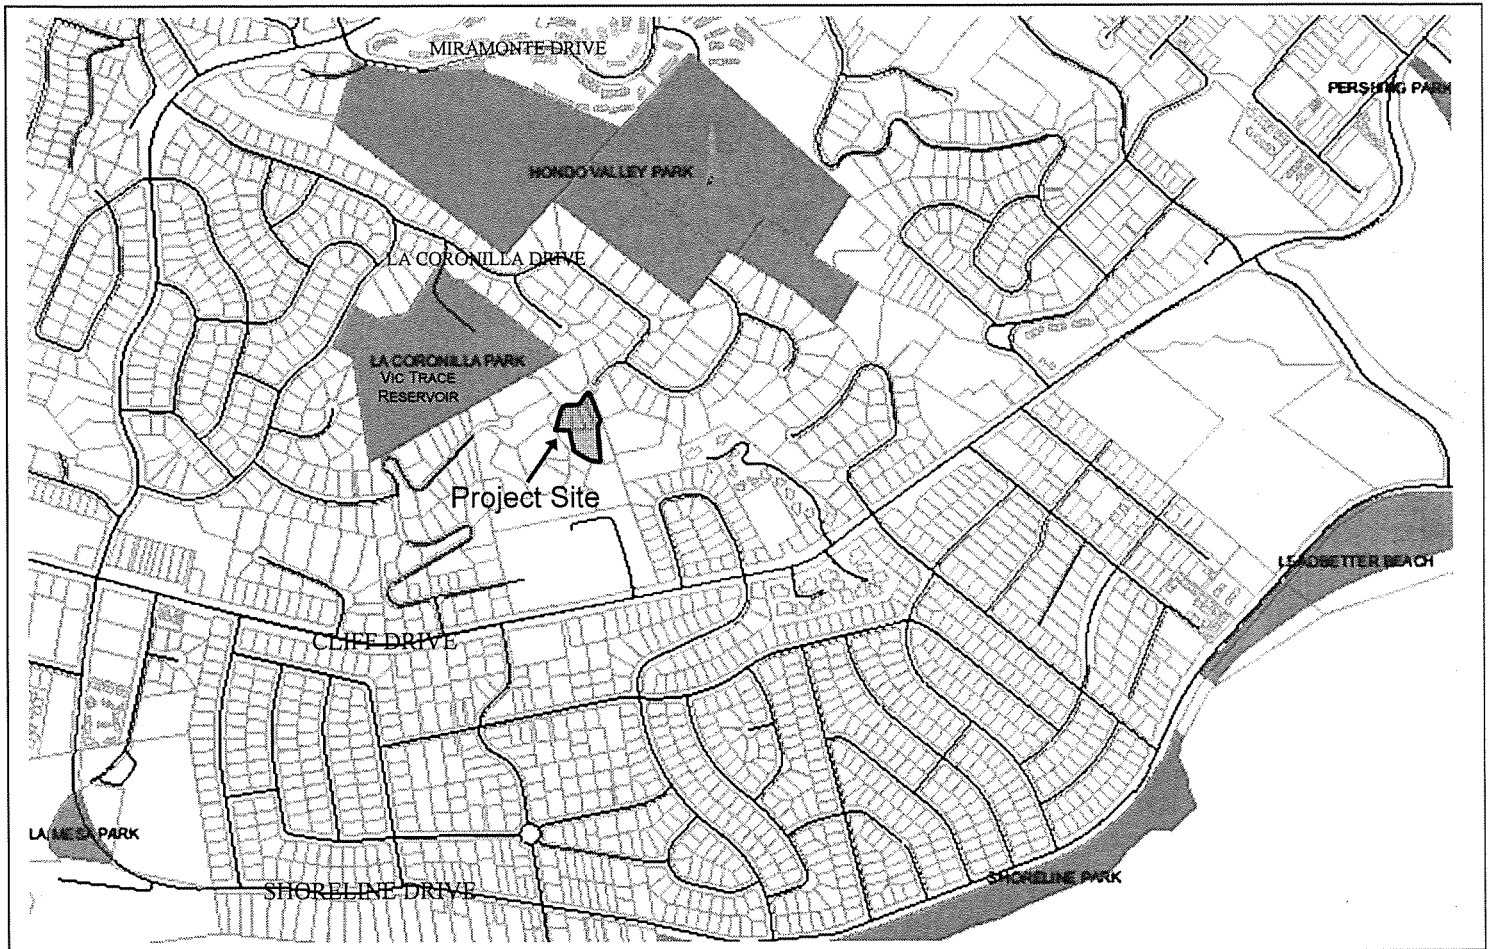 MIRAMONTE DRIVE
PERSHING PARK
HONDO VALLEY PARK
LA CORONILLA DRIVE
LA CORONILLA PARK
VIC TRACE
RESERVOIR
Project Site
LEADBETTER BEACH
CLIFF DRIVE
LA MESA PARK
SHORELINE PARK
SHORELINE DRIVE